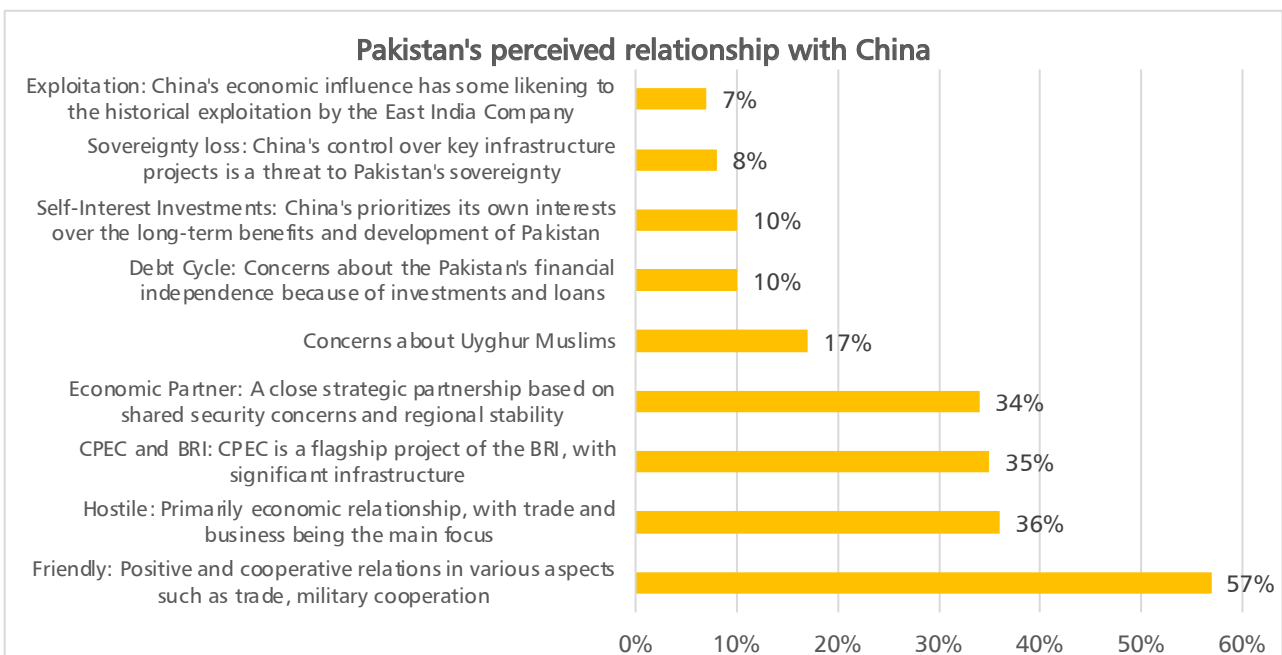 Pakistan's perceived relationship with China
Exploitation: China's economic influence has some likening to
the historical exploitation by the East India Company
7%
Sovereignty loss: China's control over key infrastructure
projects is a threat to Pakistan's sovereignty
8%
Self-Interest Investments: China's prioritizes its own interests
over the long-term benefits and development of Pakistan
10%
Debt Cycle: Concerns about the Pakistan's financial
independence because of investments and loans
10%
Concerns about Uyghur Muslims
17%
Economic Partner: A close strategic partnership based on
shared security concerns and regional stability
34%
CPEC and BRI: CPEC is a flagship project of the BRI, with
significant infrastructure
35%
Hostile: Primarily economic relationship, with trade and
business being the main focus
36%
Friendly: Positive and cooperative relations in various aspects
such as trade, military cooperation
57%
0% 10% 20% 30% 40% 50% 60%